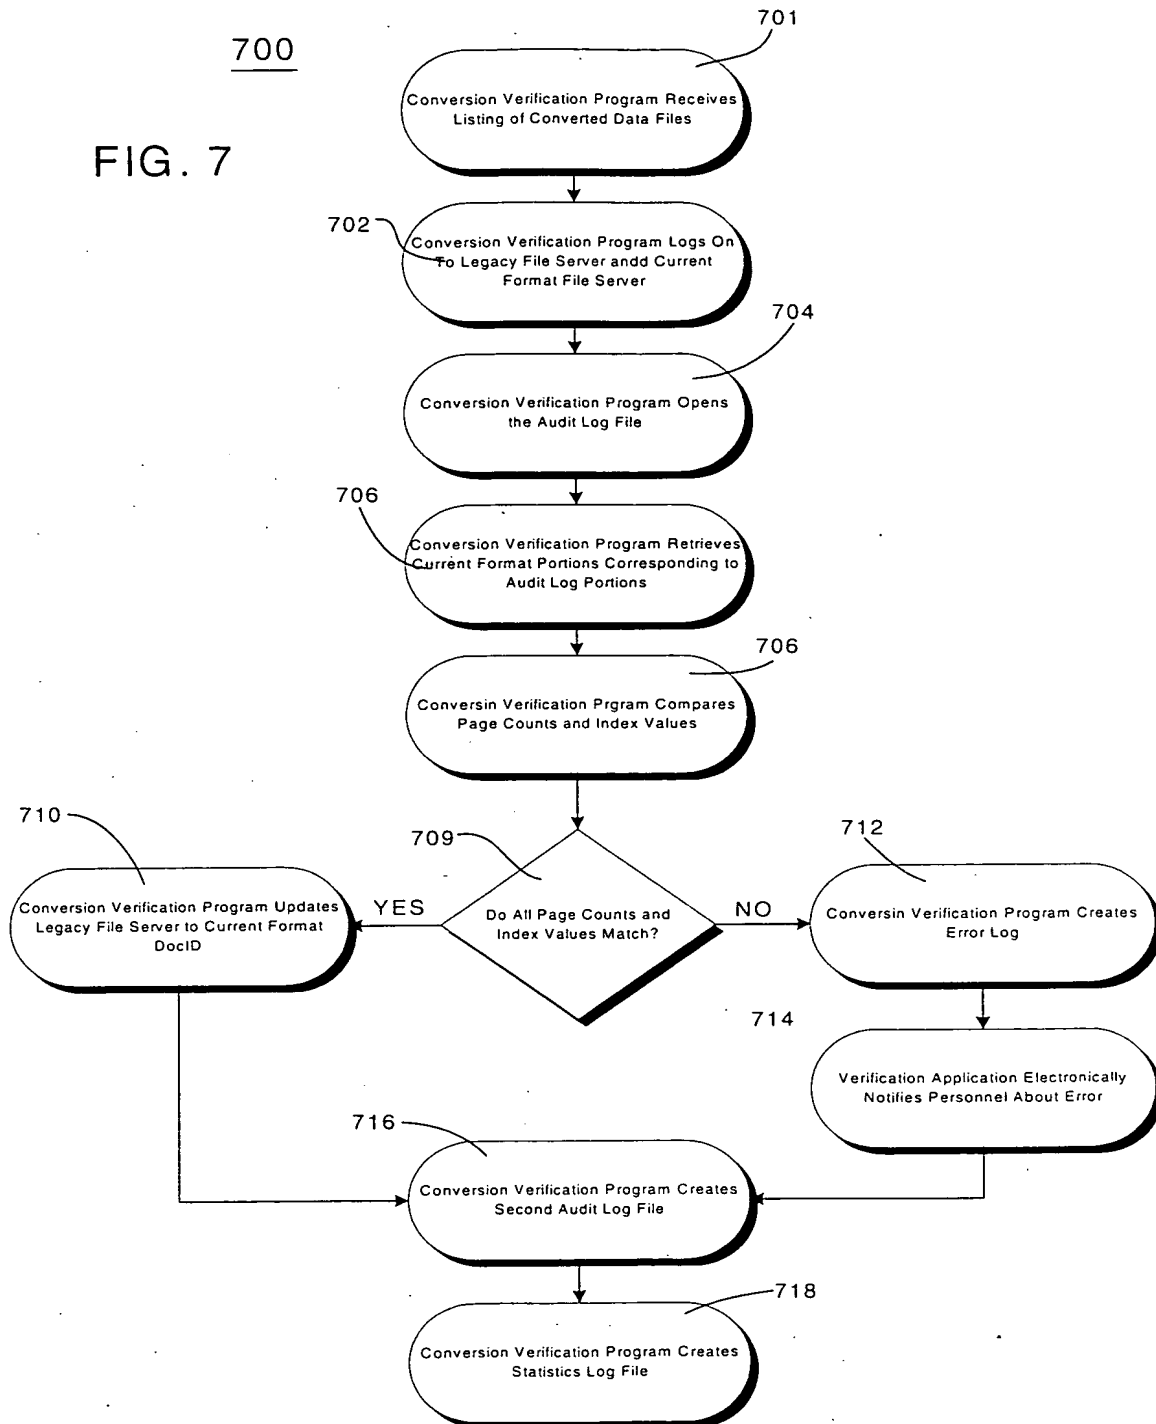 700
FIG. 7
701
Conversion Verification Program Receives
Listing of Converted Data Files
702
Conversion Verification Program Logs On
To Legacy File Server andd Current
Format File Server
704
Conversion Verification Program Opens
the Audit Log File
706
Conversion Verification Program Retrieves
Current Format Portions Corresponding to
Audit Log Portions
706
Conversin Verification Prgram Compares
Page Counts and Index Values
709
Do All Page Counts and
Index Values Match?
YES
NO
710
Conversion Verification Program Updates
Legacy File Server to Current Format
DocID
712
Conversin Verification Program Creates
Error Log
714
Verification Application Electronically
Notifies Personnel About Error
716
Conversion Verification Program Creates
Second Audit Log File
718
Conversion Verification Program Creates
Statistics Log File